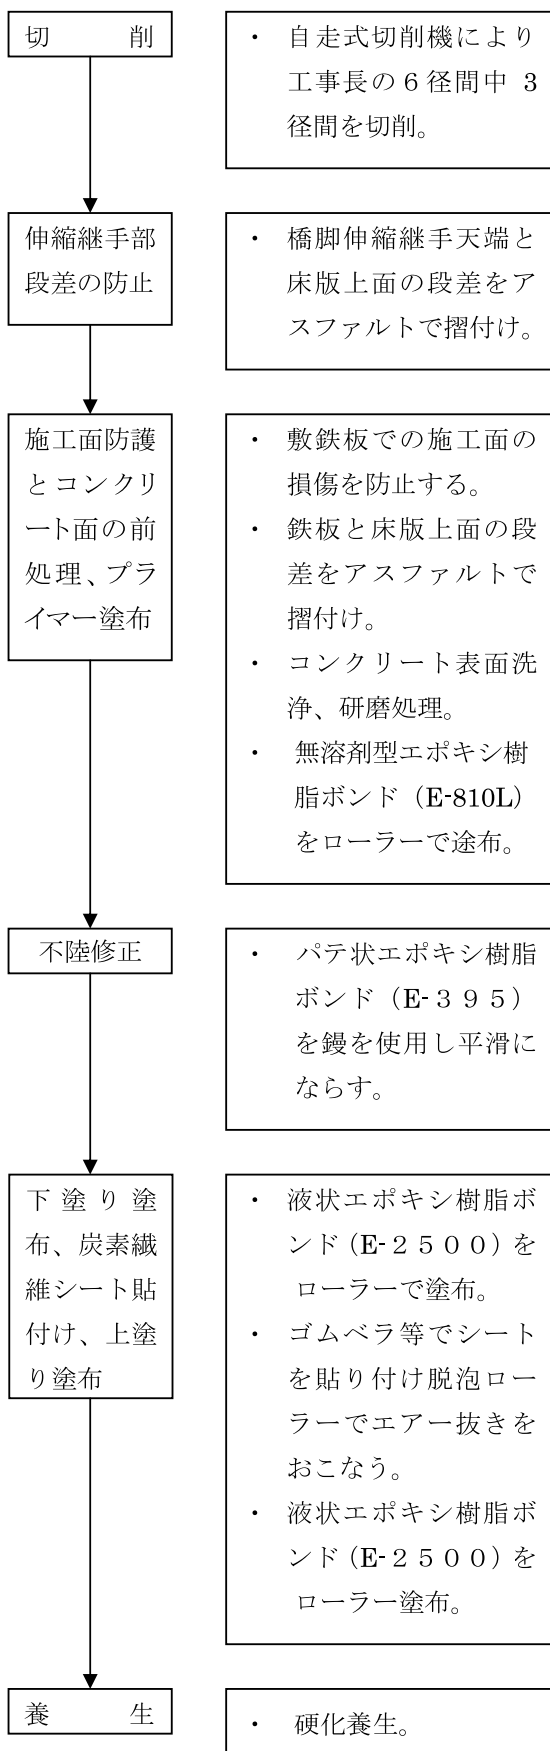 切　　　削
・ 自走式切削機により
工事長の６径間中 3
径間を切削。
伸縮継手部
段差の防止
・ 橋脚伸縮継手天端と
床版上面の段差をア
スファルトで摺付け。
施工面防護
とコンクリ
ート面の前
処理、プラ
イマー塗布
・ 敷鉄板での施工面の
損傷を防止する。
・ 鉄板と床版上面の段
差をアスファルトで
摺付け。
・ コンクリート表面洗
浄、研磨処理。
・ 無溶剤型エポキシ樹
脂ボンド（E-810L）
をローラーで塗布。
不陸修正
・ パテ状エポキシ樹脂
ボンド（E-３９５）
を鏝を使用し平滑に
ならす。
下 塗 り 塗
布、炭素繊
維シート貼
付け、上塗
り塗布
・ 液状エポキシ樹脂ボ
ンド（E-２５００）を
ローラーで塗布。
・ ゴムベラ等でシート
を貼り付け脱泡ロー
ラーでエアー抜きを
おこなう。
・ 液状エポキシ樹脂ボ
ンド（E-２５００）を
ローラー塗布。
養　　　生
・ 硬化養生。